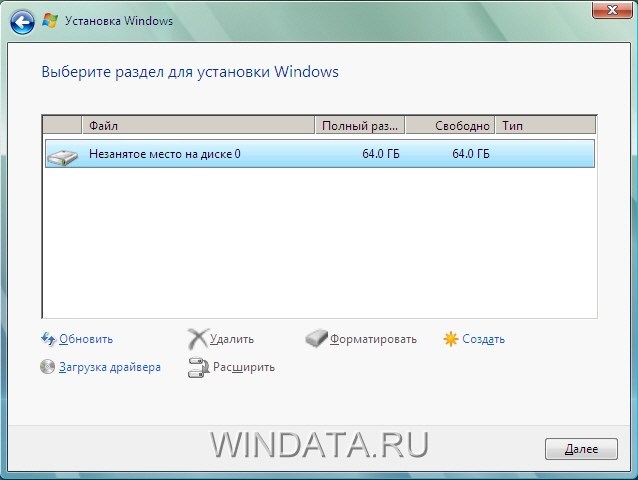 Установка Windows
Выберите раздел для установки Windows
Файл Полный раз... Свободно Тип
Незанятое место на диске 0 64.0 ГБ 64.0 ГБ
Обновить Удалить Форматировать Создать
Загрузка драйвера Расширить
WINDATA.RU
Далее